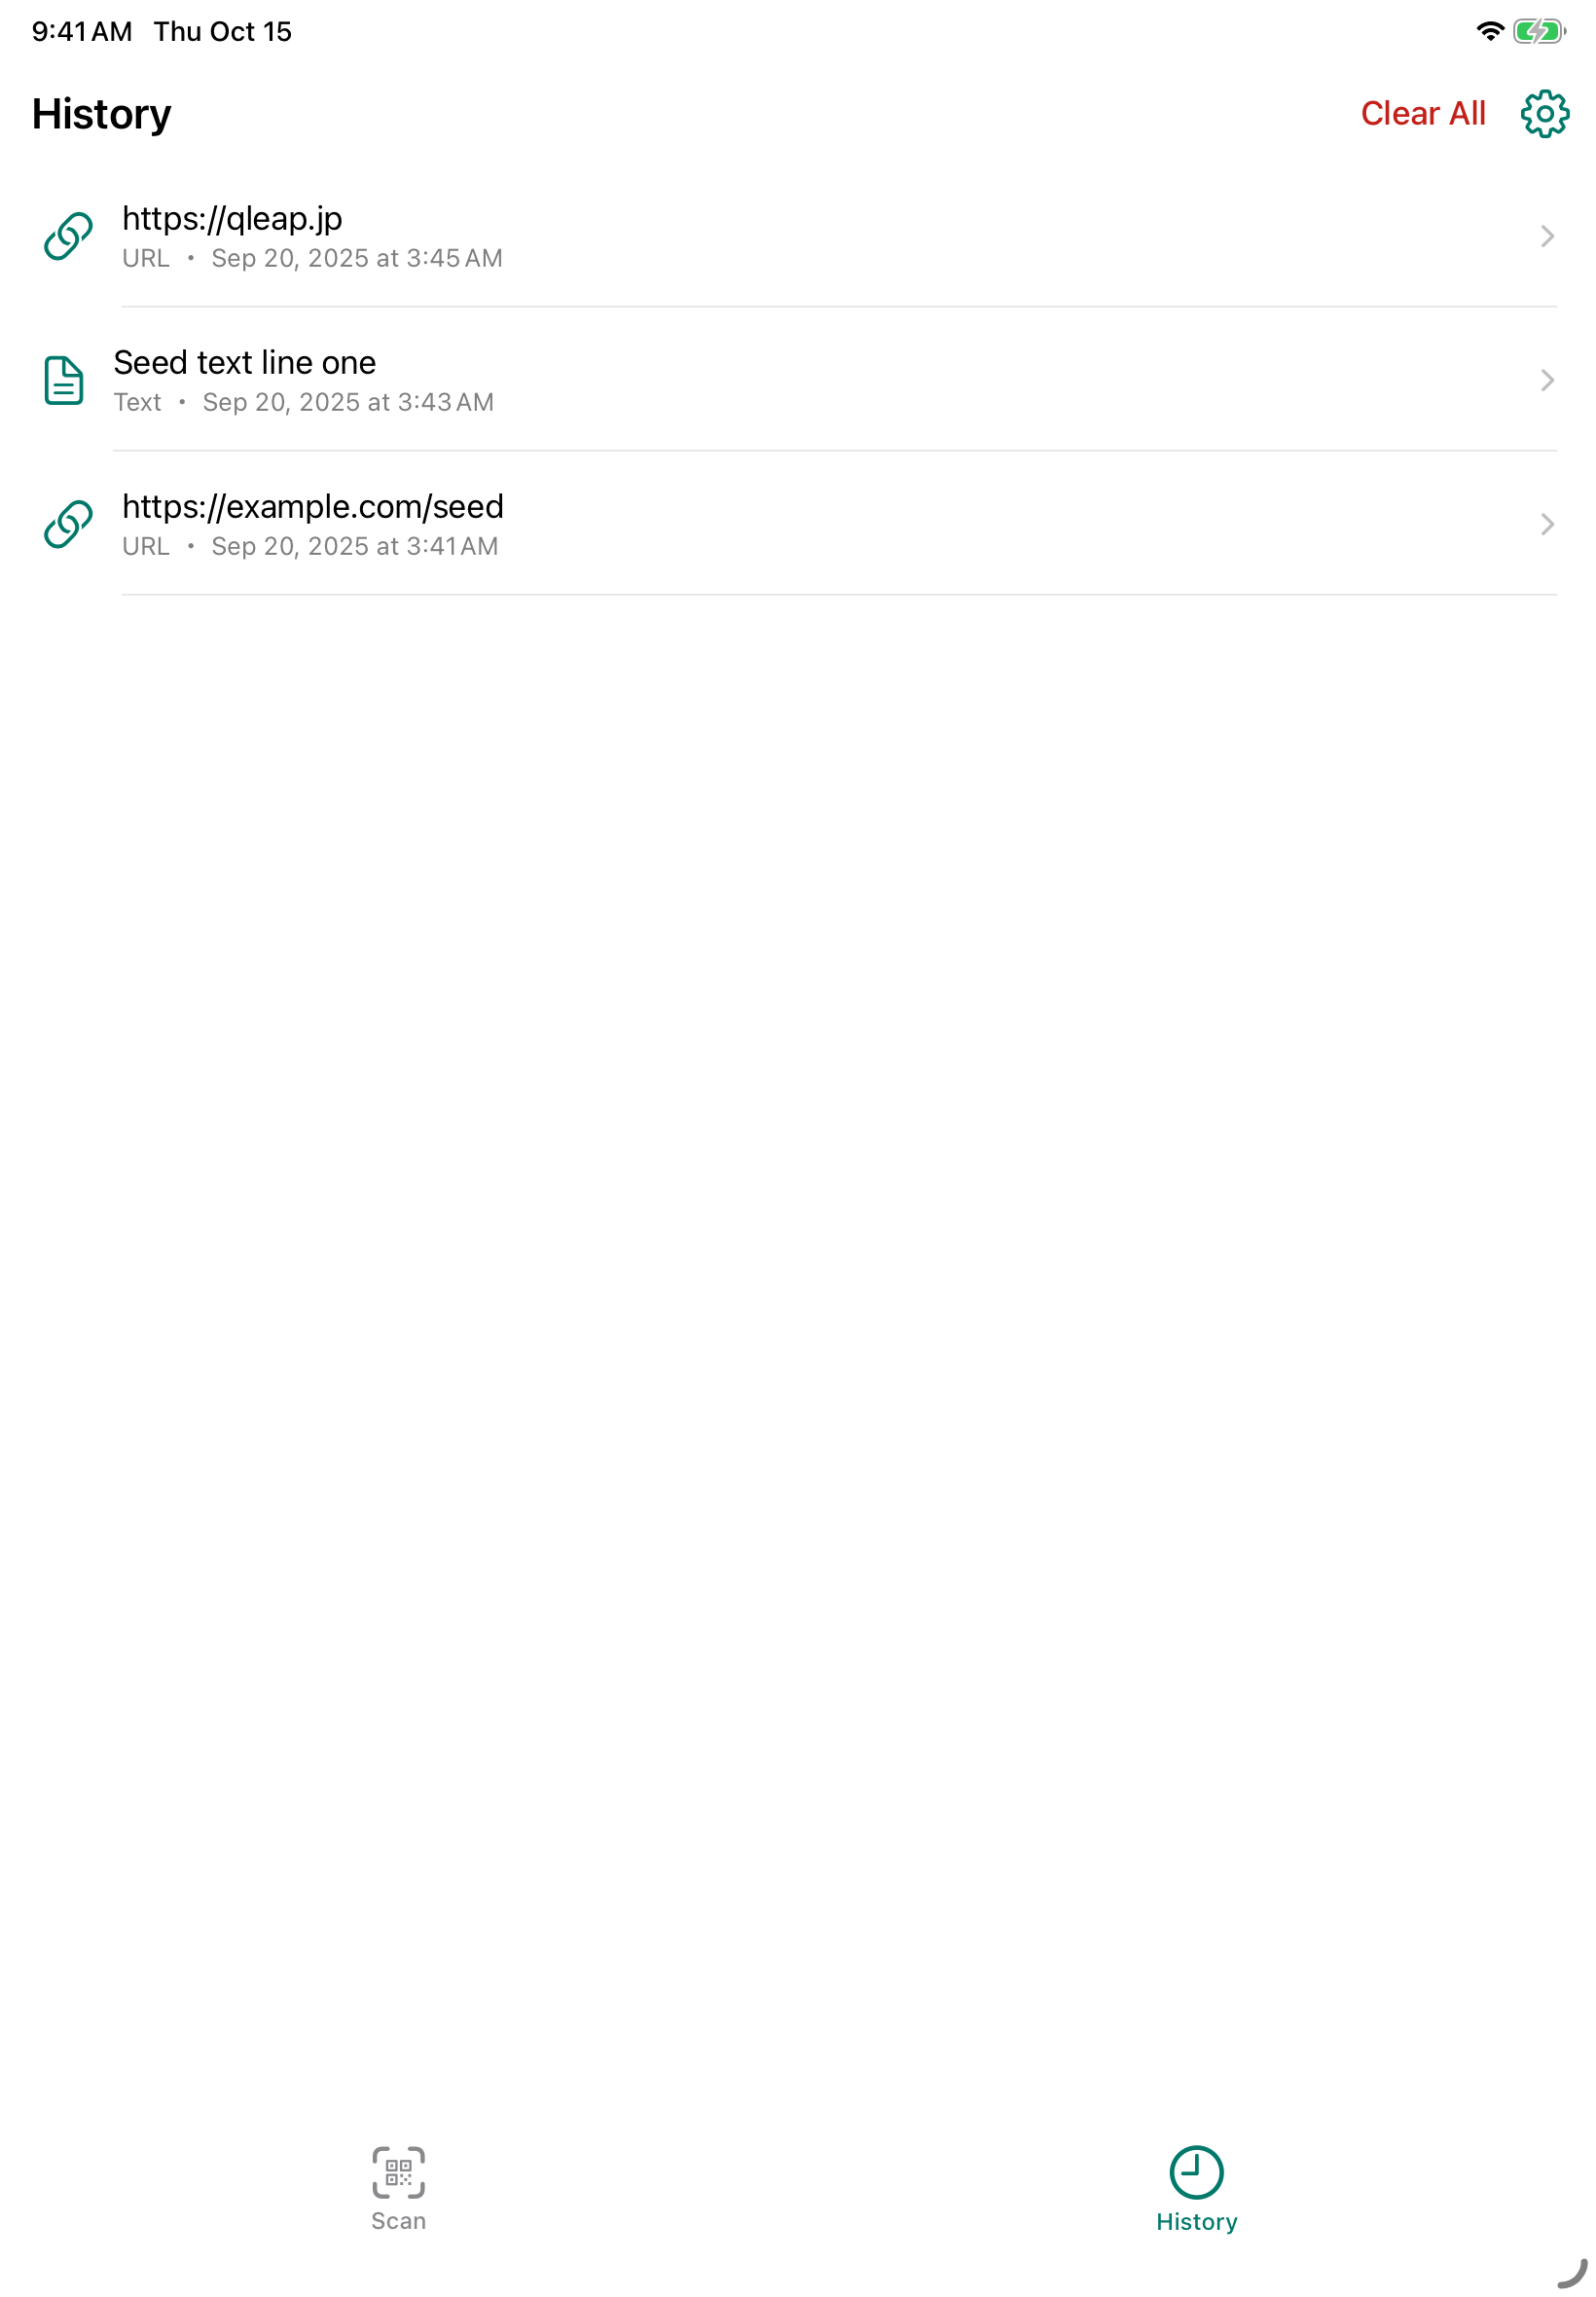 9:41 AM Thu Oct 15
History
Clear All
https://qleap.jp
URL • Sep 20, 2025 at 3:45 AM
Seed text line one
Text • Sep 20, 2025 at 3:43 AM
https://example.com/seed
URL • Sep 20, 2025 at 3:41 AM
Scan
History